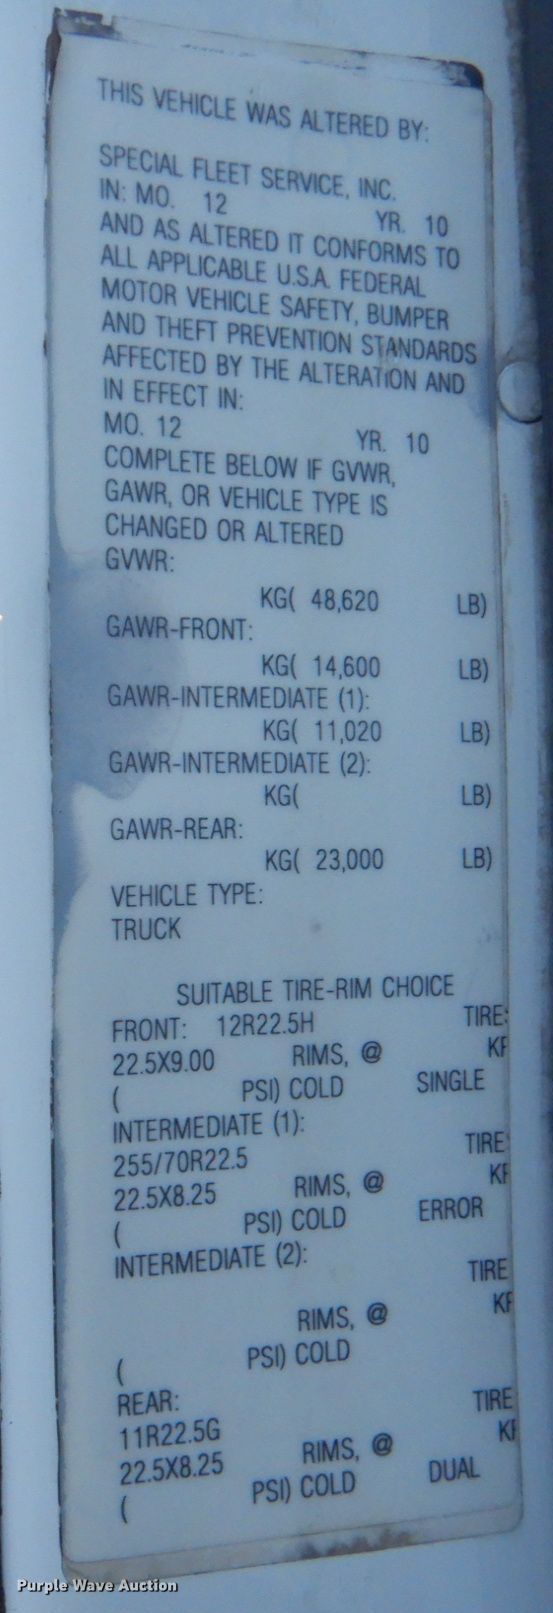 THIS VEHICLE WAS ALTERED BY:
SPECIAL FLEET SERVICE, INC.
IN: MO. 12 YR. 10
AND AS ALTERED IT CONFORMS TO
ALL APPLICABLE U.S.A. FEDERAL
MOTOR VEHICLE SAFETY, BUMPER
AND THEFT PREVENTION STANDARDS
AFFECTED BY THE ALTERATION AND
IN EFFECT IN:
MO. 12 YR. 10
COMPLETE BELOW IF GVWR,
GAWR, OR VEHICLE TYPE IS
CHANGED OR ALTERED
GVWR:
KG( 48,620 LB)
GAWR-FRONT:
KG( 14,600 LB)
GAWR-INTERMEDIATE (1):
KG( 11,020 LB)
GAWR-INTERMEDIATE (2):
KG( LB)
GAWR-REAR:
KG( 23,000 LB)
VEHICLE TYPE:
TRUCK
SUITABLE TIRE-RIM CHOICE
FRONT: 12R22.5H TIRES
22.5X9.00 RIMS, @ KP
( PSI) COLD SINGLE
INTERMEDIATE (1):
255/70R22.5 TIRE
22.5X8.25 RIMS, @ KP
( PSI) COLD ERROR
INTERMEDIATE (2):
TIRE
RIMS, @ KP
( PSI) COLD
REAR:
11R22.5G TIRE
22.5X8.25 RIMS, @ KP
( PSI) COLD DUAL
Purple Wave Auction